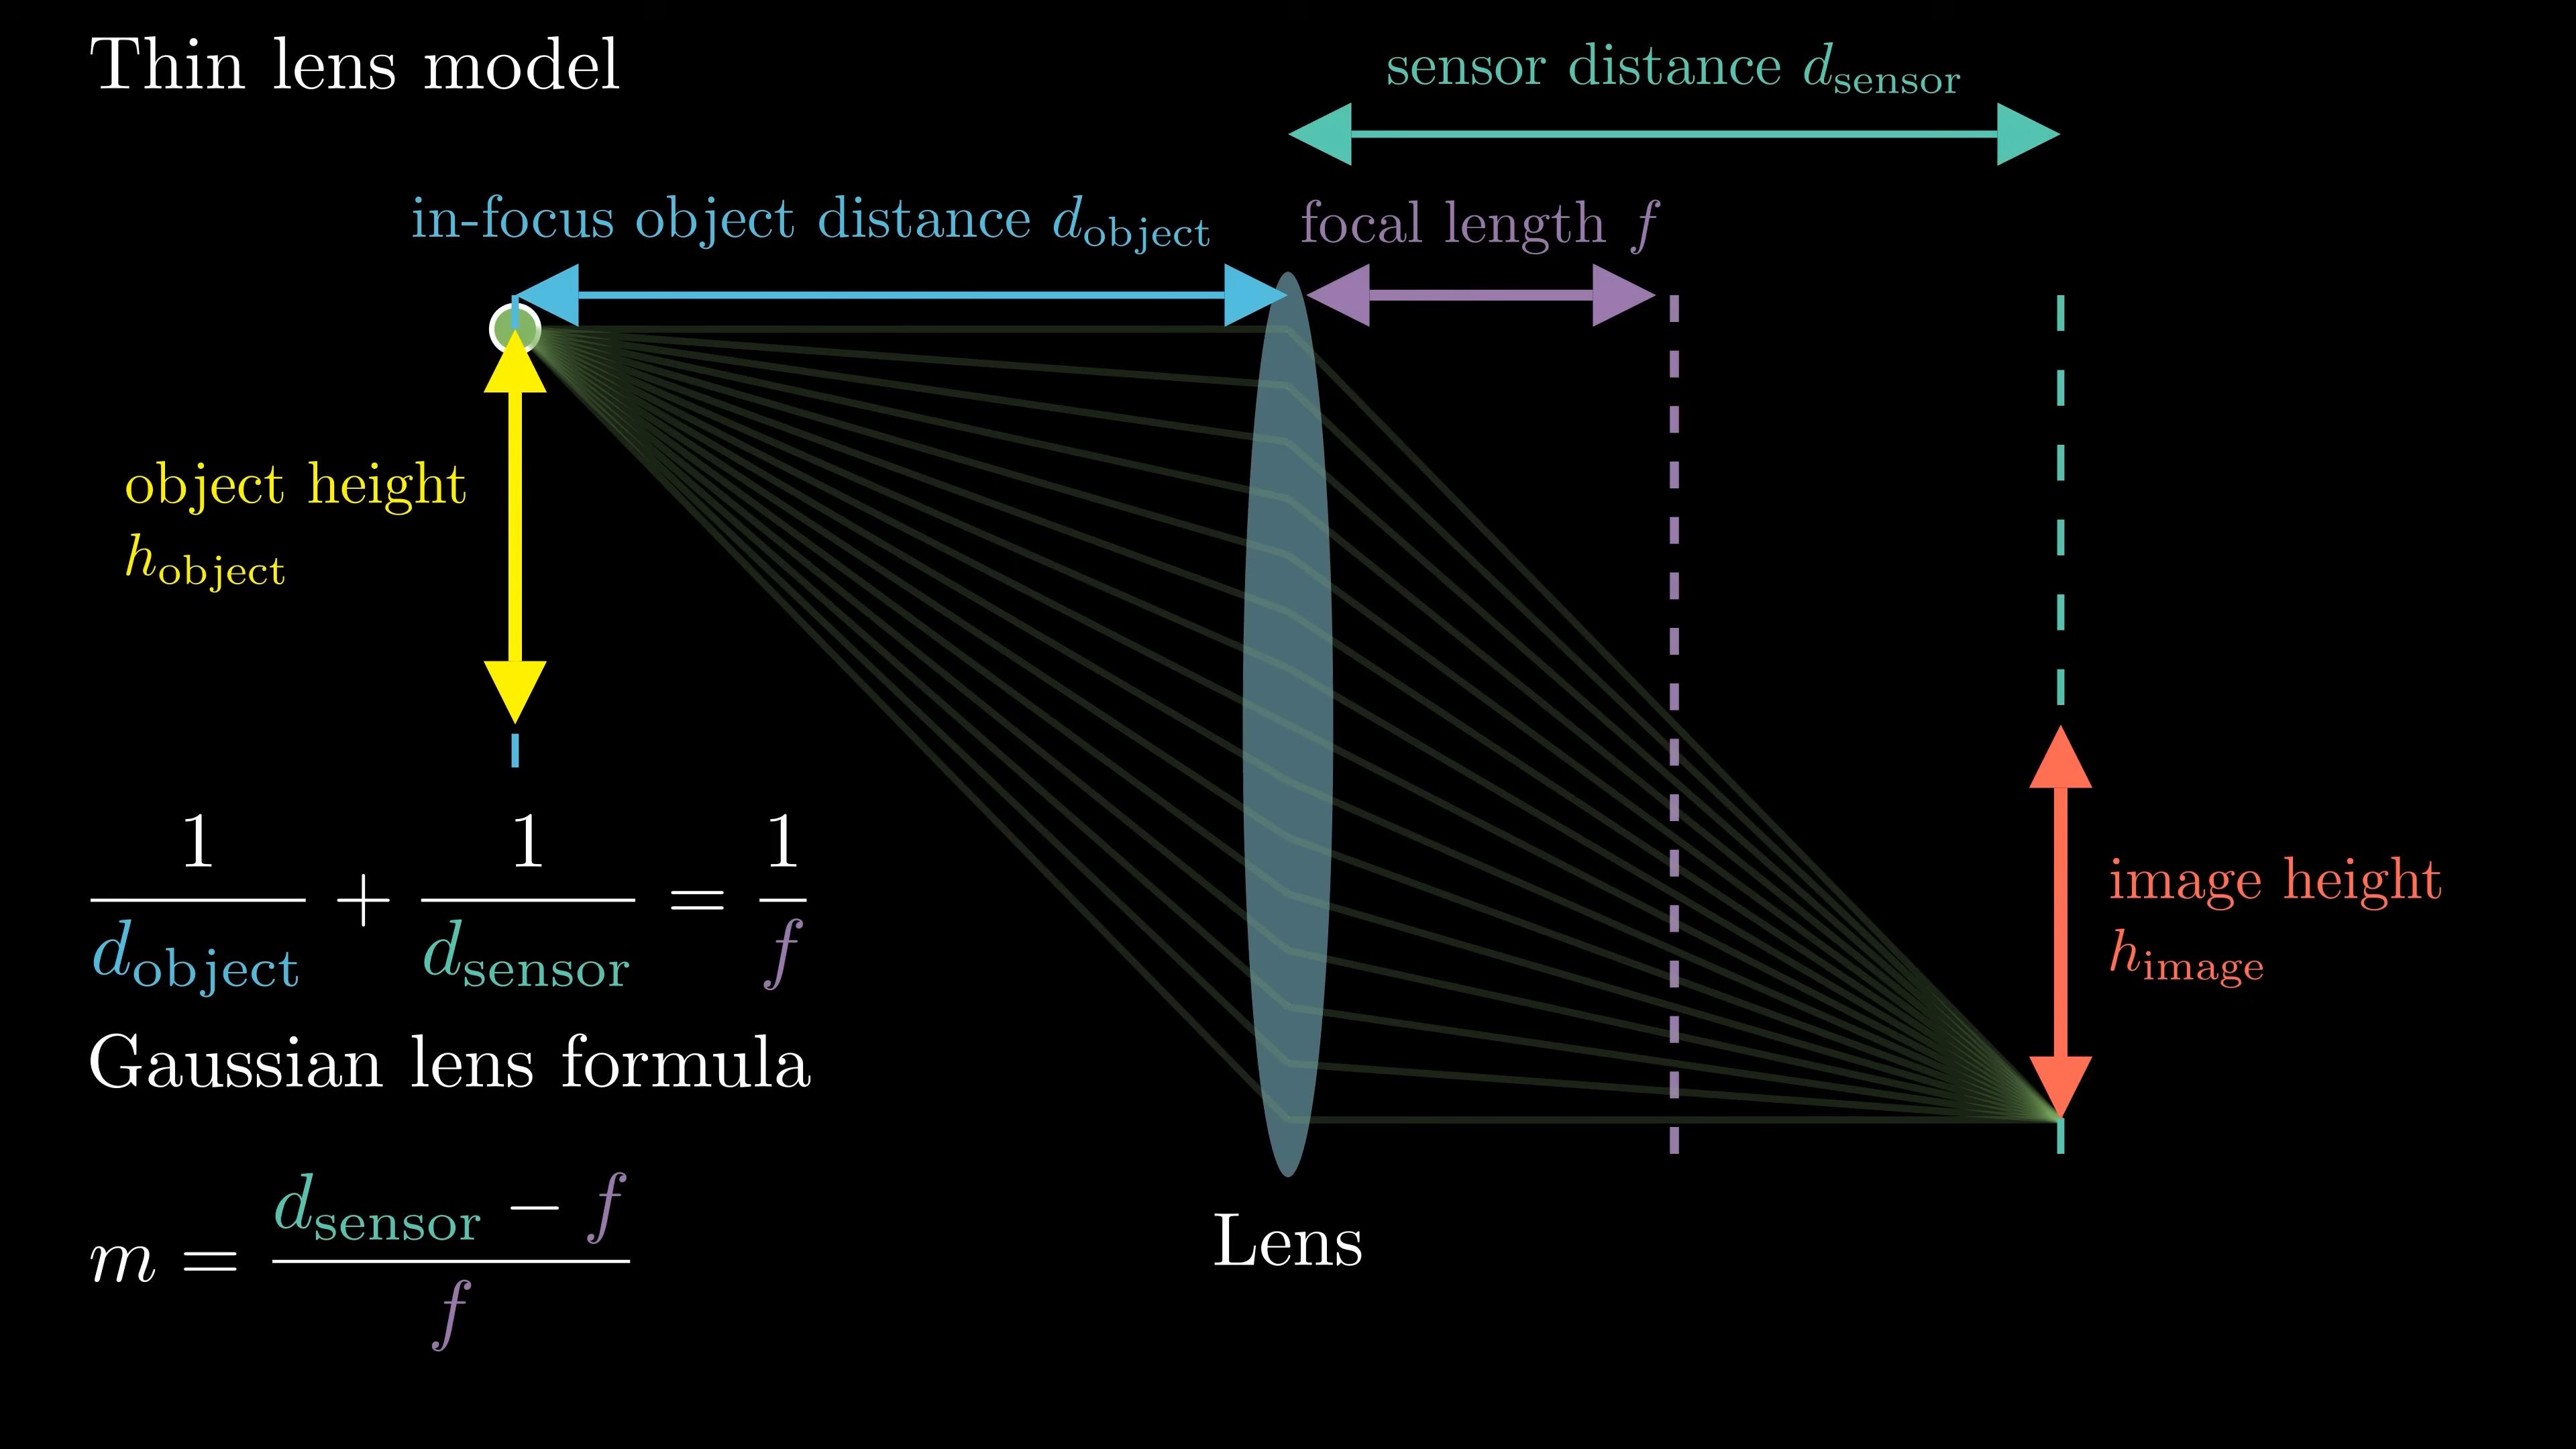 Thin lens model
sensor distance d_sensor
in-focus object distance d_object
focal length f
object height
h_object
1/d_object + 1/d_sensor = 1/f
Gaussian lens formula
image height
h_image
m = (d_sensor − f)/f
Lens